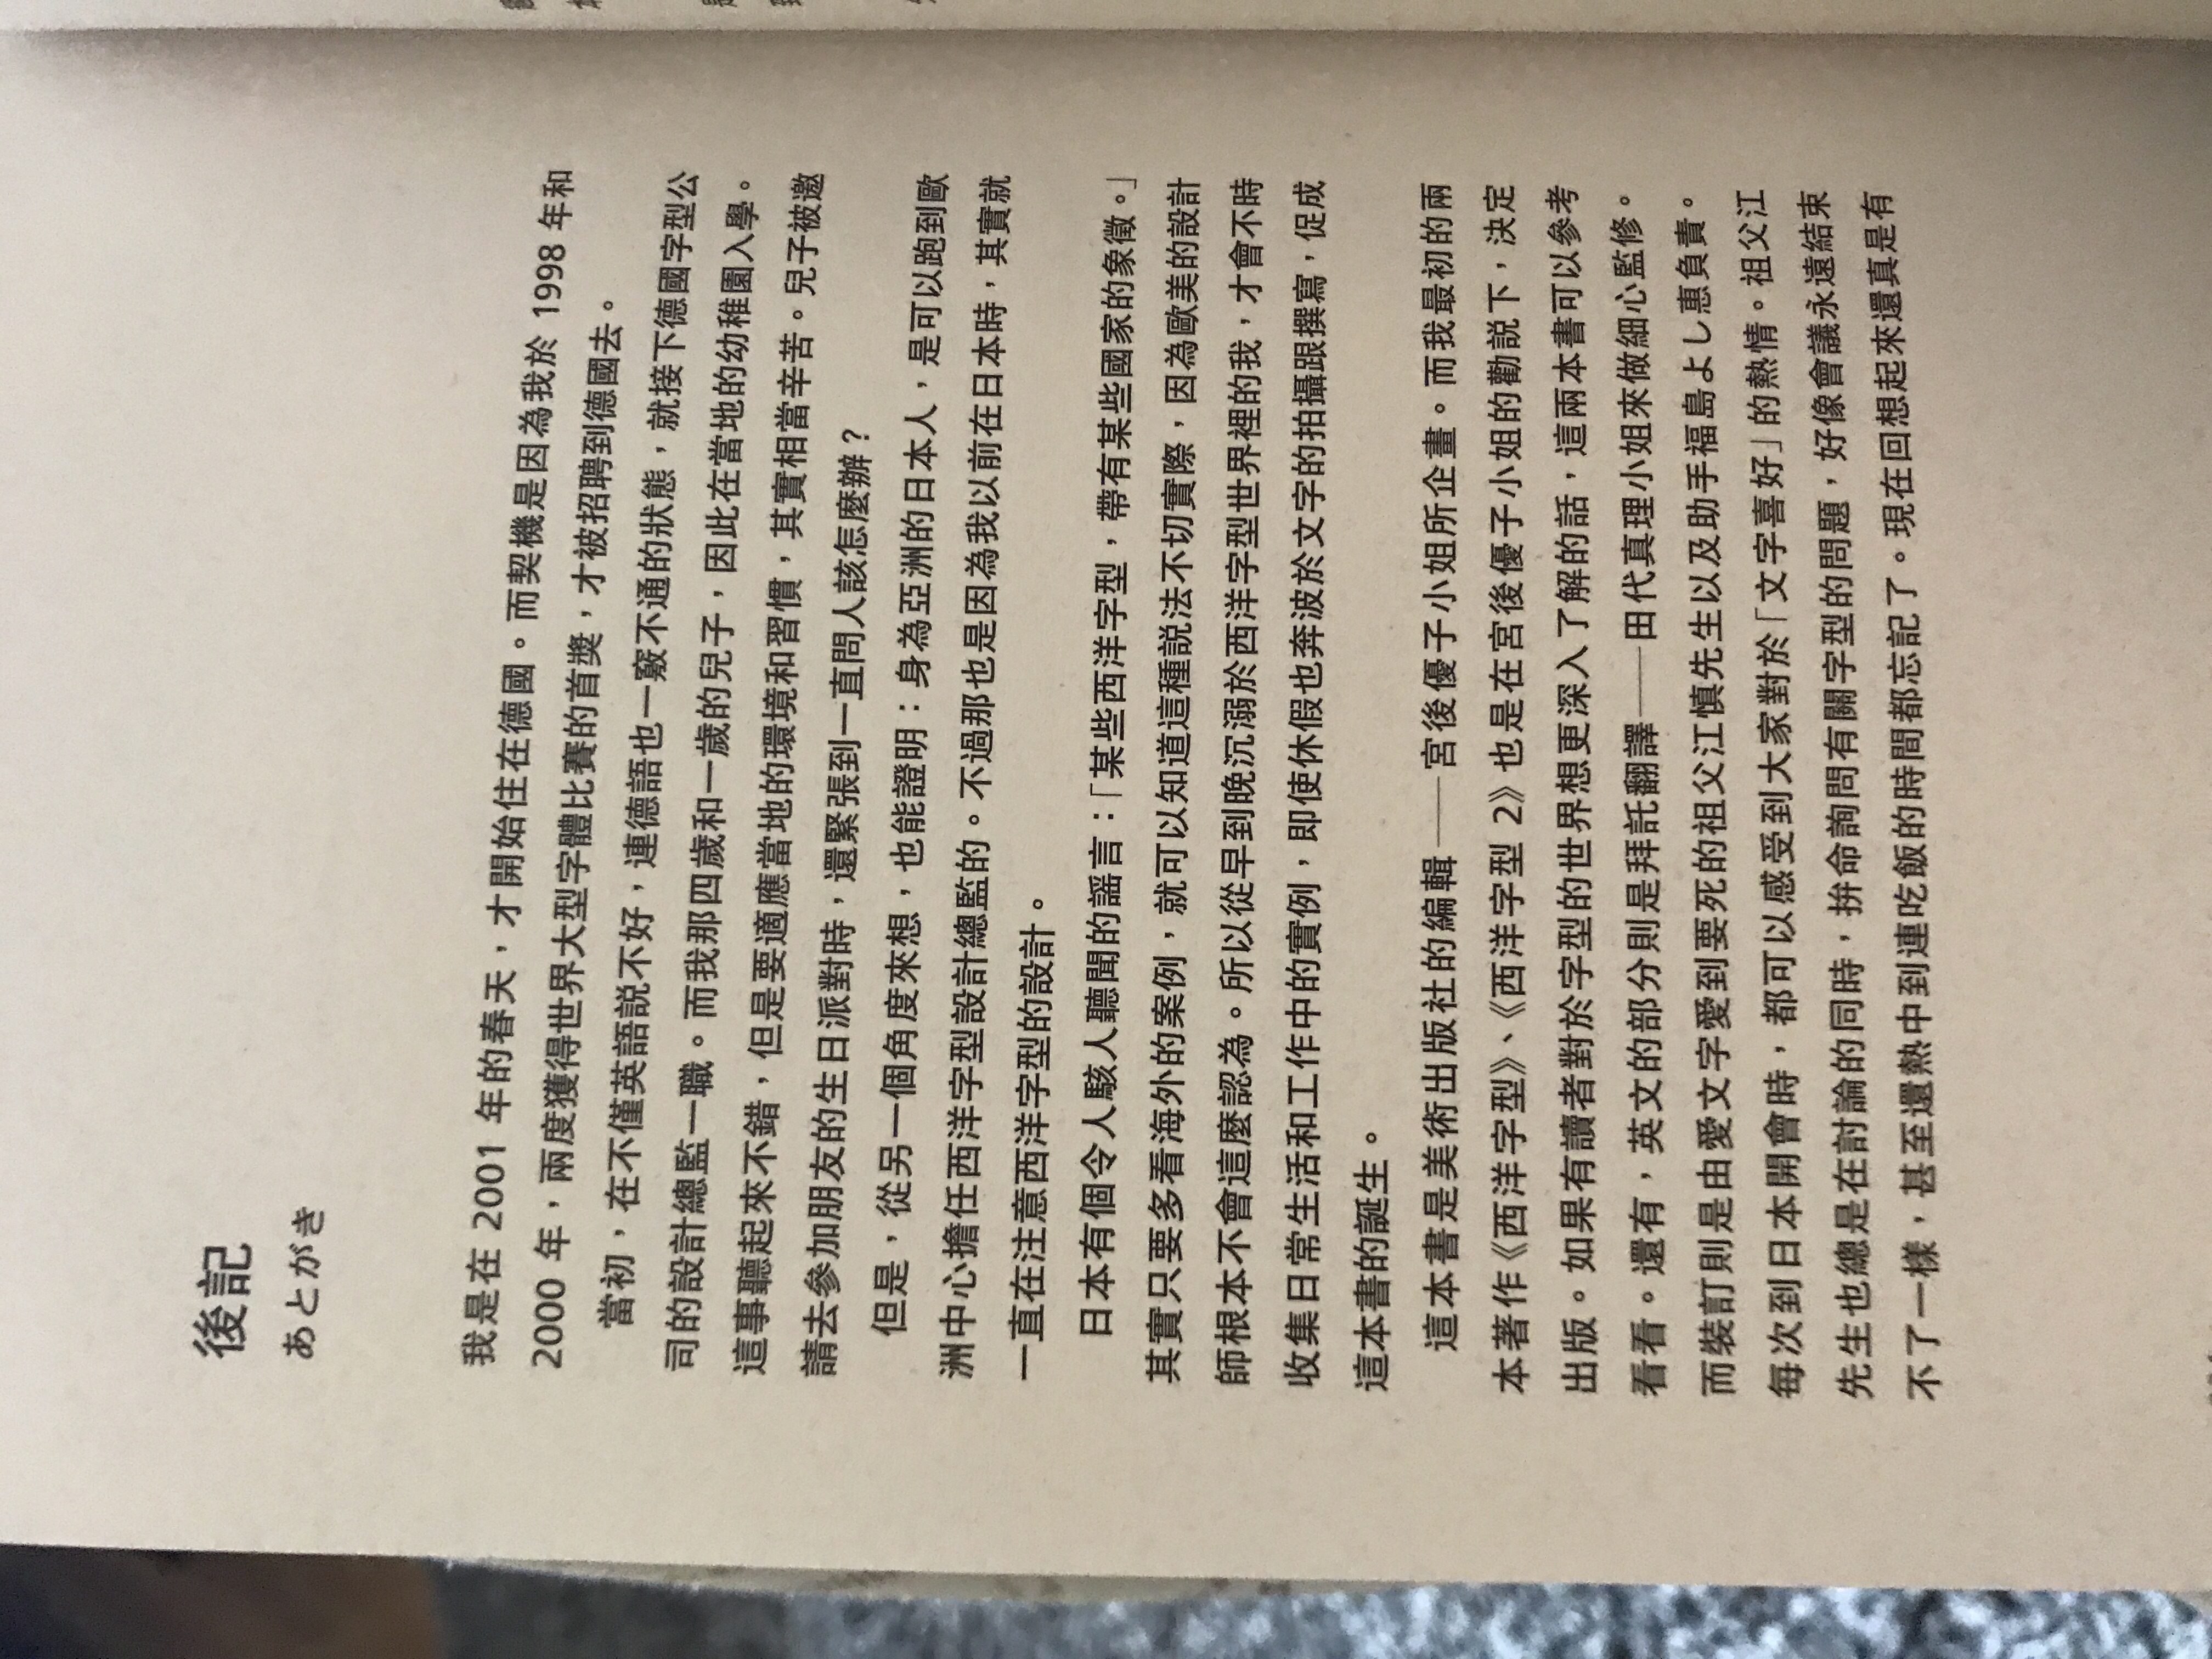 後記
あとがき
我是在 2001 年的春天，才開始住在德國。而契機是因為我於 1998 年和
2000 年，兩度獲得世界大型字體比賽的首獎，才被招聘到德國去。
當初，在不僅英語説不好，連德語也一竅不通的狀態，就接下德國字型公
司的設計總監一職。而我那四歲和一歲的兒子，因此在當地的幼稚園入學。
這事聽起來不錯，但是要適應當地的環境和習慣，其實相當辛苦。兒子被邀
請去參加朋友的生日派對時，還緊張到一直問人該怎麼辦？
但是，從另一個角度來想，也能證明：身為亞洲的日本人，是可以跑到歐
洲中心擔任西洋字型設計總監的。不過那也是因為我以前在日本時，其實就
一直在注意西洋字型的設計。
日本有個令人駭人聽聞的謠言：「某些西洋字型，帶有某些國家的象徵。」
其實只要多看海外的案例，就可以知道這種説法不切實際，因為歐美的設計
師根本不會這麼認為。所以從早到晚沉溺於西洋字型世界裡的我，才會不時
收集日常生活和工作中的實例，即使休假也奔波於文字的拍攝跟撰寫，促成
這本書的誕生。
這本書是美術出版社的編輯——宮後優子小姐所企畫。而我最初的兩
本著作《西洋字型》、《西洋字型 2》也是在宮後優子小姐的勸説下，決定
出版。如果有讀者對於字型的世界想更深入了解的話，這兩本書可以參考
看看。還有，英文的部分則是拜託翻譯——田代真理小姐來做細心監修。
而裝訂則是由愛文字愛到要死的祖父江慎先生以及助手福島よし惠負責。
每次到日本開會時，都可以感受到大家對於「文字喜好」的熱情。祖父江
先生也總是在討論的同時，拚命詢問有關字型的問題，好像會議永遠結束
不了一樣，甚至還熱中到連吃飯的時間都忘記了。現在回想起來還真是有